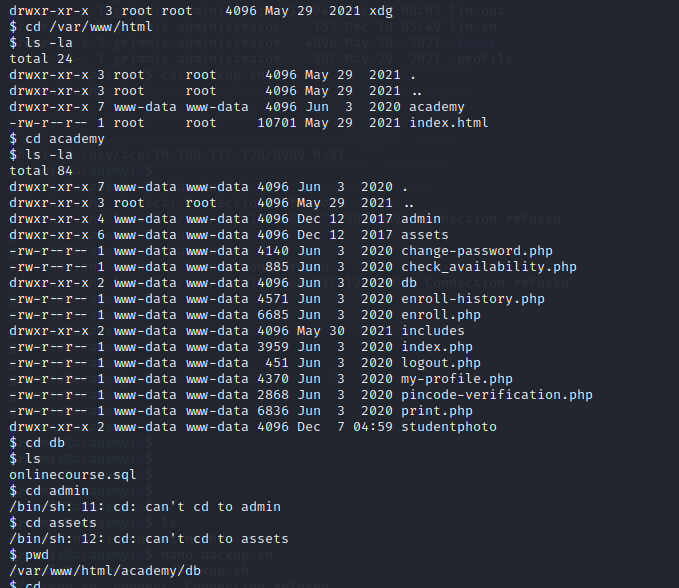 drwxr-xr-x  3 root root    4096 May 29  2021 xdg
$ cd /var/www/html
$ ls -la
total 24
drwxr-xr-x 3 root     root      4096 May 29  2021 .
drwxr-xr-x 3 root     root      4096 May 29  2021 ..
drwxr-xr-x 7 www-data www-data  4096 Jun  3  2020 academy
-rw-r--r-- 1 root     root     10701 May 29  2021 index.html
$ cd academy
$ ls -la
total 84
drwxr-xr-x 7 www-data www-data 4096 Jun  3  2020 .
drwxr-xr-x 3 root     root     4096 May 29  2021 ..
drwxr-xr-x 4 www-data www-data 4096 Dec 12  2017 admin
drwxr-xr-x 6 www-data www-data 4096 Dec 12  2017 assets
-rw-r--r-- 1 www-data www-data 4140 Jun  3  2020 change-password.php
-rw-r--r-- 1 www-data www-data  885 Jun  3  2020 check_availability.php
drwxr-xr-x 2 www-data www-data 4096 Jun  3  2020 db
-rw-r--r-- 1 www-data www-data 4571 Jun  3  2020 enroll-history.php
-rw-r--r-- 1 www-data www-data 6685 Jun  3  2020 enroll.php
drwxr-xr-x 2 www-data www-data 4096 May 30  2021 includes
-rw-r--r-- 1 www-data www-data 3959 Jun  3  2020 index.php
-rw-r--r-- 1 www-data www-data  451 Jun  3  2020 logout.php
-rw-r--r-- 1 www-data www-data 4370 Jun  3  2020 my-profile.php
-rw-r--r-- 1 www-data www-data 2868 Jun  3  2020 pincode-verification.php
-rw-r--r-- 1 www-data www-data 6836 Jun  3  2020 print.php
drwxr-xr-x 2 www-data www-data 4096 Dec  7 04:59 studentphoto
$ cd db
$ ls
onlinecourse.sql
$ cd admin
/bin/sh: 11: cd: can't cd to admin
$ cd assets
/bin/sh: 12: cd: can't cd to assets
$ pwd
/var/www/html/academy/db
$ cd